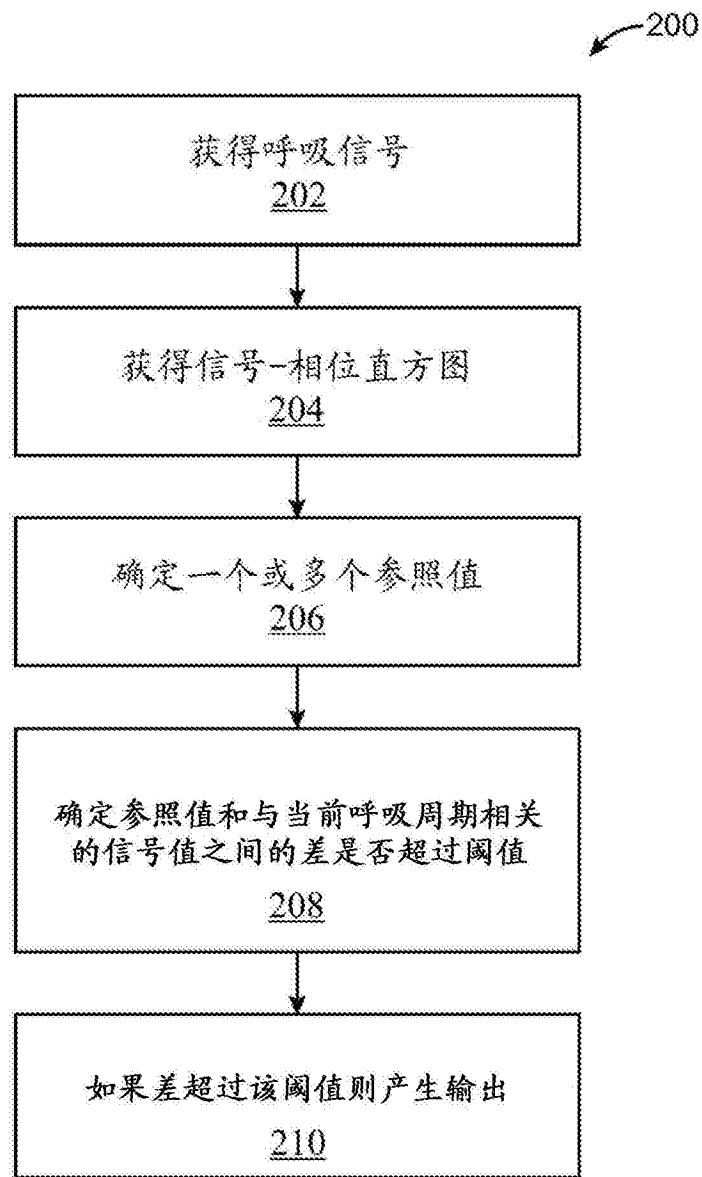 200
获得呼吸信号
202
获得信号-相位直方图
204
确定一个或多个参照值
206
确定参照值和与当前呼吸周期相关
的信号值之间的差是否超过阈值
208
如果差超过该阈值则产生输出
210